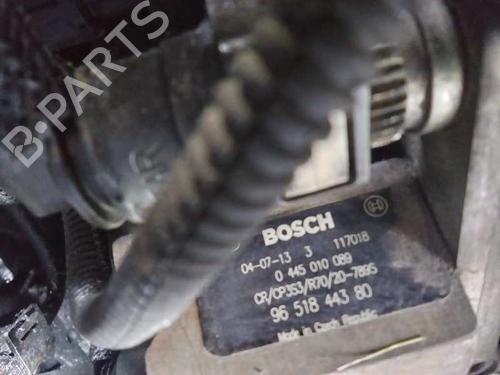 B-PARTS
BOSCH
04-07-13 3 117018
0 445 010 089
CR/CP3S3/R70/20-789S
96 518 443 80
Made in Czech Republic